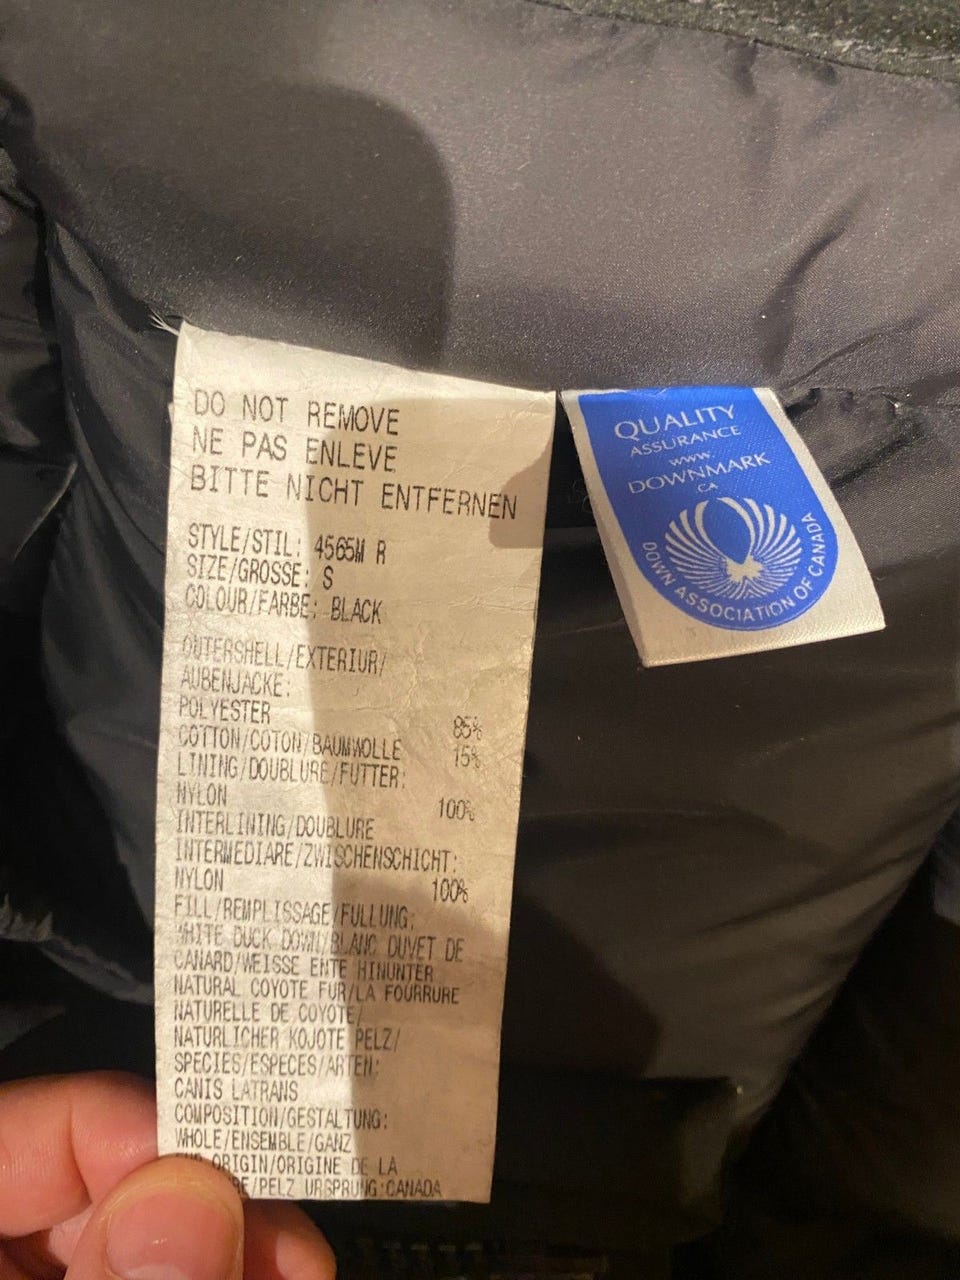 DO NOT REMOVE
NE PAS ENLEVE
BITTE NICHT ENTFERNEN
STYLE/STIL: 4565M R
SIZE/GROSSE: S
COLOUR/FARBE: BLACK
OUTERSHELL/EXTERIUR/
AUBENJACKE:
POLYESTER 85%
COTTON/COTON/BAUMWOLLE 15%
LINING/DOUBLURE/FUTTER:
NYLON 100%
INTERLINING/DOUBLURE
INTERMEDIARE/ZWISCHENSCHICHT:
NYLON 100%
FILL/REMPLISSAGE/FULLUNG:
WHITE DUCK DOWN/BLANC DUVET DE
CANARD/WEISSE ENTE HINUNTER
NATURAL COYOTE FUR/LA FOURRURE
NATURELLE DE COYOTE/
NATURLICHER KOJOTE PELZ/
SPECIES/ESPECES/ARTEN:
CANIS LATRANS
COMPOSITION/GESTALTUNG:
WHOLE/ENSEMBLE/GANZ
ORIGIN/ORIGINE DE LA
/PELZ URSPRUNG:CANADA
QUALITY
ASSURANCE
www.
DOWNMARK
.CA
DOWN ASSOCIATION OF CANADA